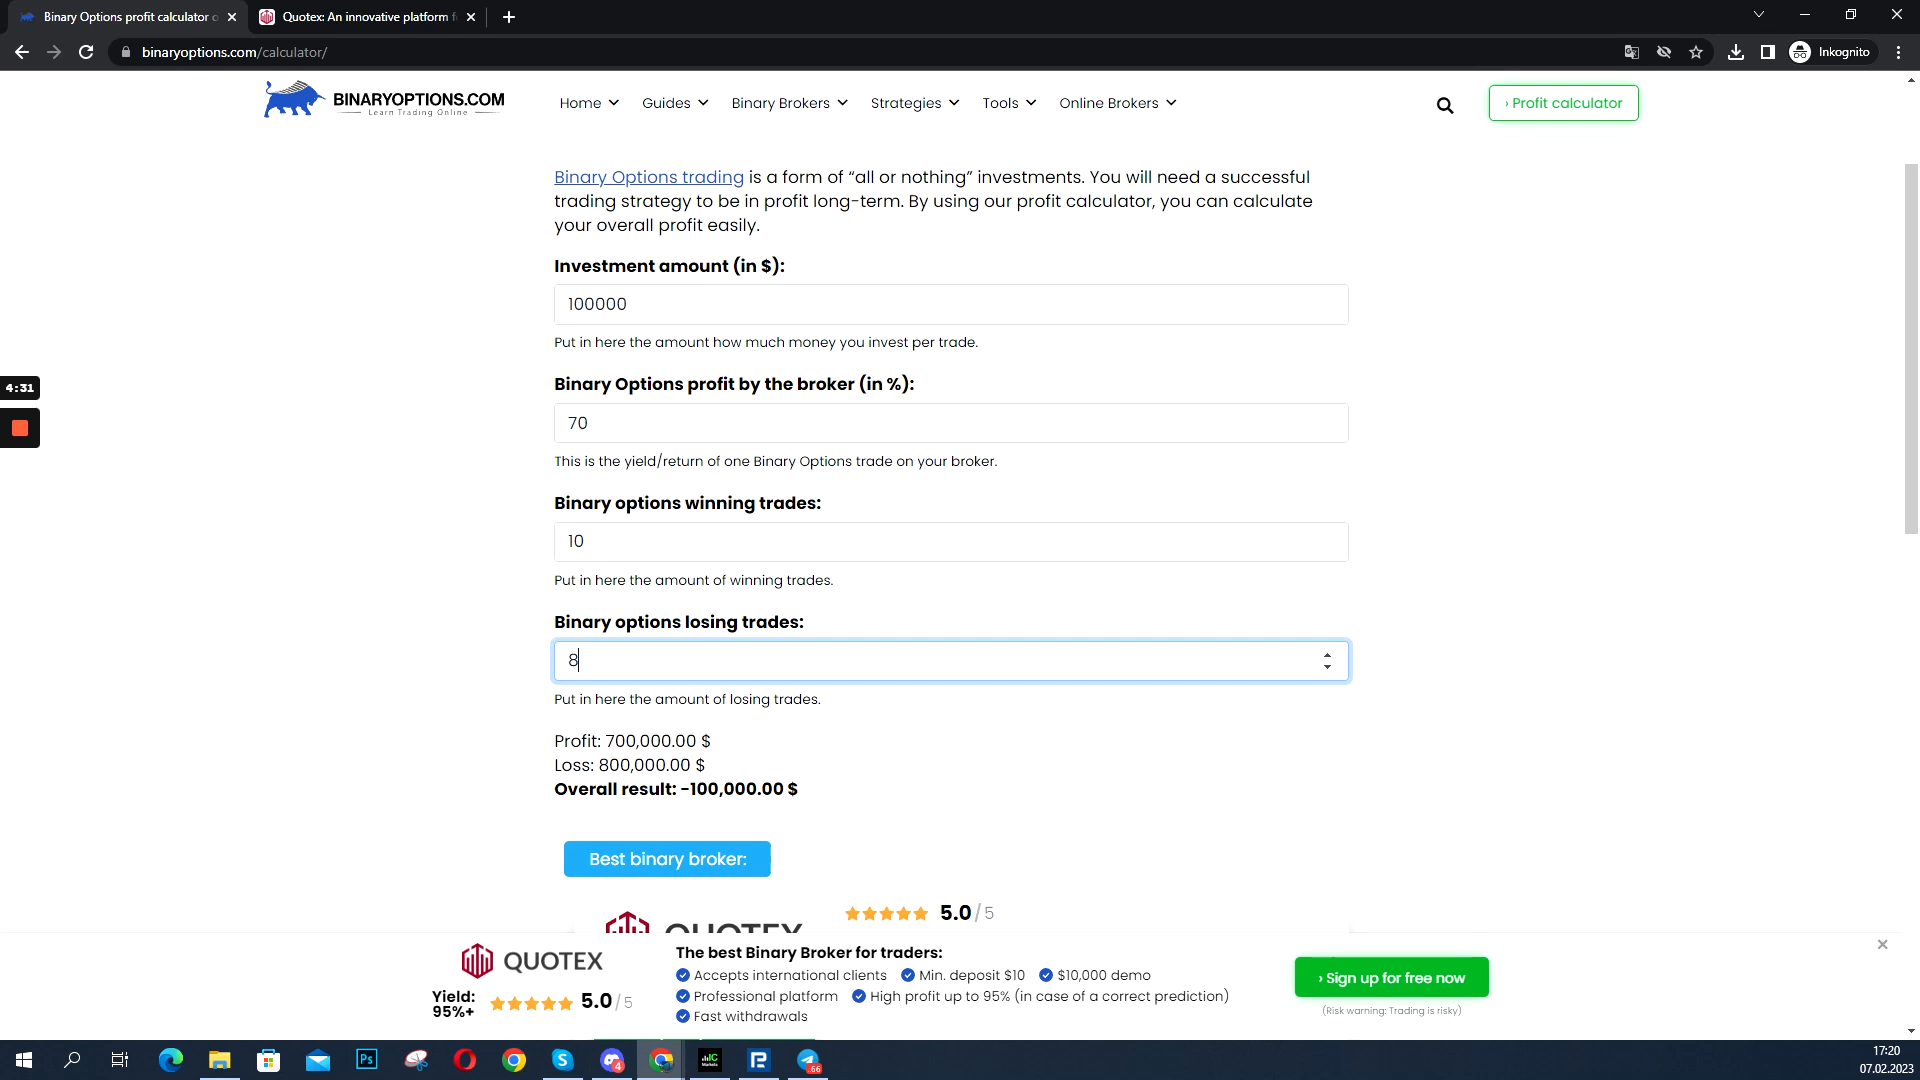 Binary Options profit calculator o
Quotex: An innovative platform f
binaryoptions.com/calculator/
Inkognito
BINARYOPTIONS.COM
Learn Trading Online
Home
Guides
Binary Brokers
Strategies
Tools
Online Brokers
› Profit calculator
Binary Options trading is a form of “all or nothing” investments. You will need a successful
trading strategy to be in profit long-term. By using our profit calculator, you can calculate
your overall profit easily.
Investment amount (in $):
100000
Put in here the amount how much money you invest per trade.
4:31
Binary Options profit by the broker (in %):
70
This is the yield/return of one Binary Options trade on your broker.
Binary options winning trades:
10
Put in here the amount of winning trades.
Binary options losing trades:
8
Put in here the amount of losing trades.
Profit: 700,000.00 $
Loss: 800,000.00 $
Overall result: -100,000.00 $
Best binary broker:
QUOTEX
5.0/5
QUOTEX
Yield:
95%+
5.0/5
The best Binary Broker for traders:
Accepts international clients Min. deposit $10 $10,000 demo
Professional platform High profit up to 95% (in case of a correct prediction)
Fast withdrawals
› Sign up for free now
(Risk warning: Trading is risky)
Ps
IC
Markets
4
66
17:20
07.02.2023